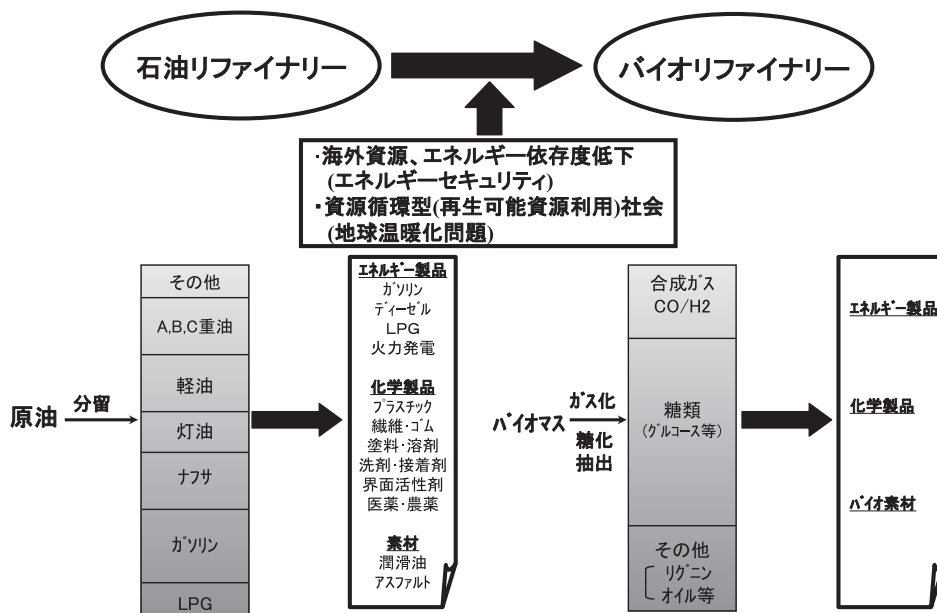 石油リファイナリー
バイオリファイナリー
・海外資源、エネルギー依存度低下
(エネルギーセキュリティ)
・資源循環型(再生可能資源利用)社会
(地球温暖化問題)
原油
分留
その他
A,B,C重油
軽油
灯油
ナフサ
ガソリン
LPG
エネルギー製品
ガソリン
ディーゼル
LPG
火力発電
化学製品
プラスチック
繊維・ゴム
塗料・溶剤
洗剤・接着剤
界面活性剤
医薬・農薬
素材
潤滑油
アスファルト
バイオマス
ガス化
糖化
抽出
合成ガス
CO/H2
糖類
(グルコース等)
その他
リグニン
オイル等
エネルギー製品
化学製品
バイオ素材